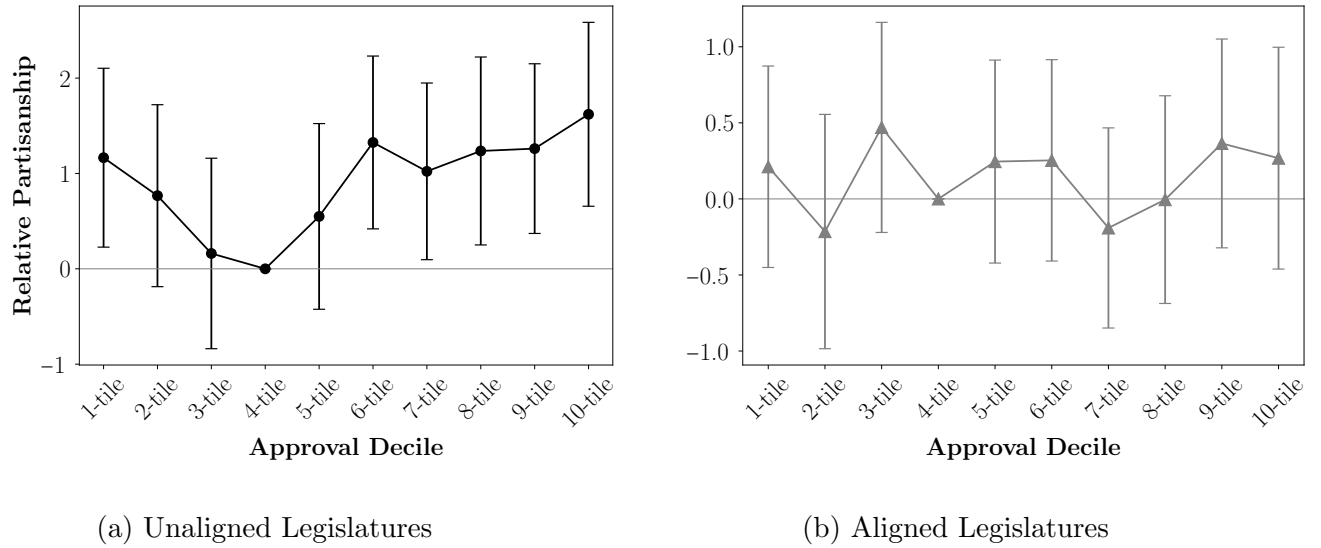 Relative Partisanship
2
1
0
−1
1-tile 2-tile 3-tile 4-tile 5-tile 6-tile 7-tile 8-tile 9-tile 10-tile
Approval Decile
(a) Unaligned Legislatures
1.0
0.5
0.0
−0.5
−1.0
1-tile 2-tile 3-tile 4-tile 5-tile 6-tile 7-tile 8-tile 9-tile 10-tile
Approval Decile
(b) Aligned Legislatures